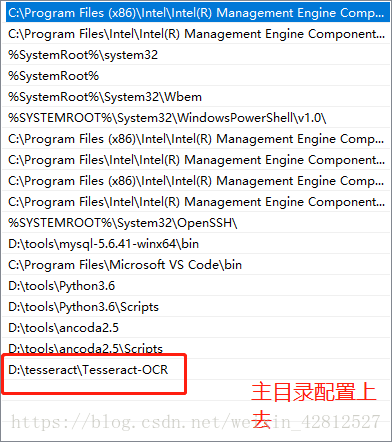 C:\Program Files (x86)\Intel\Intel(R) Management Engine Comp...
C:\Program Files\Intel\Intel(R) Management Engine Component...
%SystemRoot%\system32
%SystemRoot%
%SystemRoot%\System32\Wbem
%SYSTEMROOT%\System32\WindowsPowerShell\v1.0\
C:\Program Files (x86)\Intel\Intel(R) Management Engine Comp...
C:\Program Files\Intel\Intel(R) Management Engine Component...
C:\Program Files (x86)\Intel\Intel(R) Management Engine Comp...
C:\Program Files\Intel\Intel(R) Management Engine Component...
%SYSTEMROOT%\System32\OpenSSH\
D:\tools\mysql-5.6.41-winx64\bin
C:\Program Files\Microsoft VS Code\bin
D:\tools\Python3.6
D:\tools\Python3.6\Scripts
D:\tools\ancoda2.5
D:\tools\ancoda2.5\Scripts
D:\tesseract\Tesseract-OCR
主目录配置上
去
https://blog.csdn.net/weixin_42812527